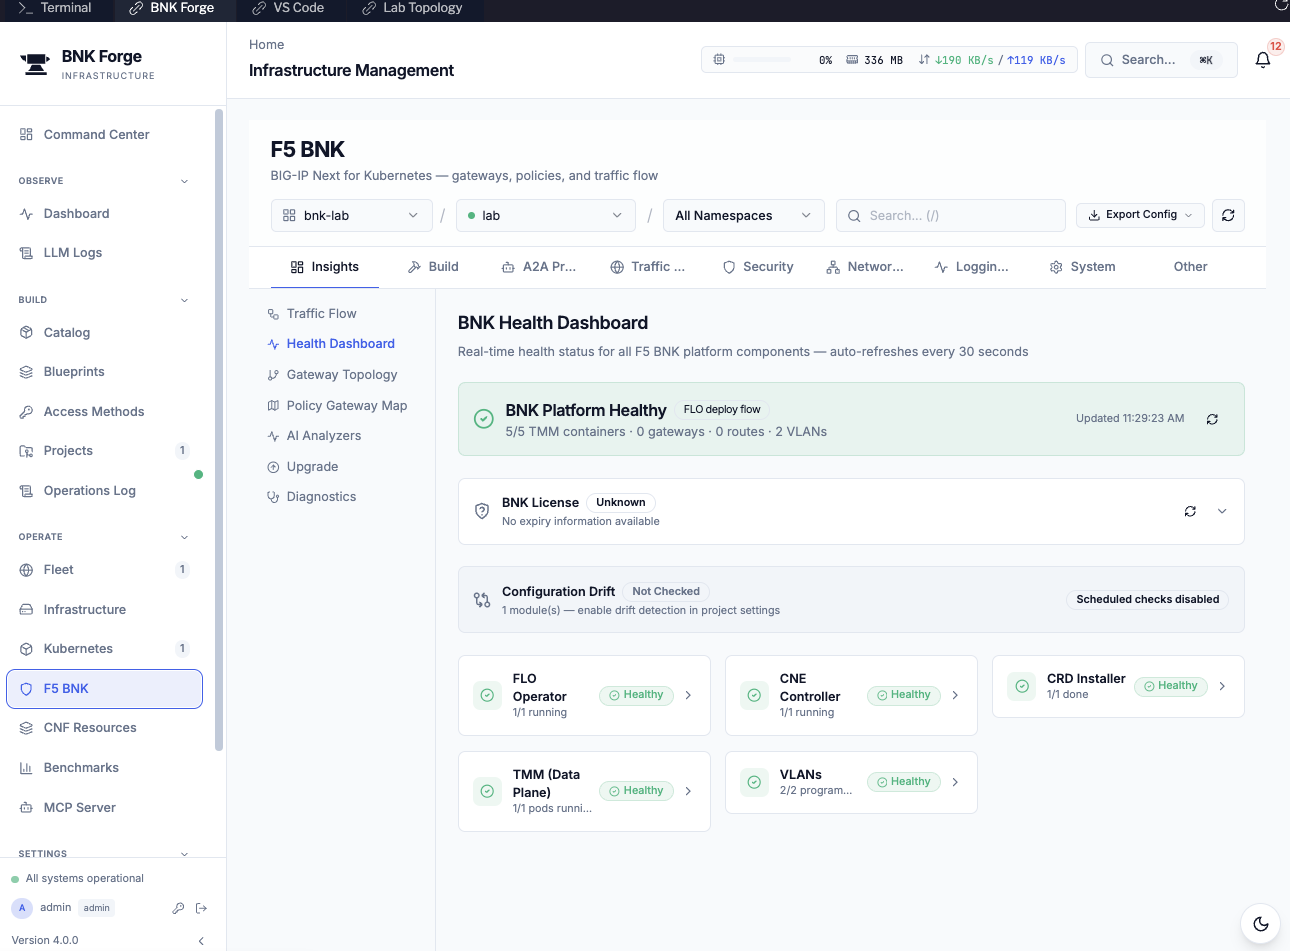 Terminal
BNK Forge
VS Code
Lab Topology
BNK Forge
INFRASTRUCTURE
Home
Infrastructure Management
0%
336 MB
↓190 KB/s / ↑119 KB/s
Search...
⌘K
12
Command Center
OBSERVE
Dashboard
LLM Logs
BUILD
Catalog
Blueprints
Access Methods
Projects 1
Operations Log
OPERATE
Fleet 1
Infrastructure
Kubernetes 1
F5 BNK
CNF Resources
Benchmarks
MCP Server
SETTINGS
All systems operational
A admin admin
Version 4.0.0
F5 BNK
BIG-IP Next for Kubernetes — gateways, policies, and traffic flow
bnk-lab / lab / All Namespaces
Search... (/)
Export Config
Insights
Build
A2A Pr...
Traffic ...
Security
Networ...
Loggin...
System
Other
Traffic Flow
Health Dashboard
Gateway Topology
Policy Gateway Map
AI Analyzers
Upgrade
Diagnostics
BNK Health Dashboard
Real-time health status for all F5 BNK platform components — auto-refreshes every 30 seconds
BNK Platform Healthy FLO deploy flow
5/5 TMM containers · 0 gateways · 0 routes · 2 VLANs
Updated 11:29:23 AM
BNK License Unknown
No expiry information available
Configuration Drift Not Checked
1 module(s) — enable drift detection in project settings
Scheduled checks disabled
FLO
Operator
1/1 running
Healthy
CNE
Controller
1/1 running
Healthy
CRD Installer
1/1 done
Healthy
TMM (Data
Plane)
1/1 pods runni...
Healthy
VLANs
2/2 program...
Healthy